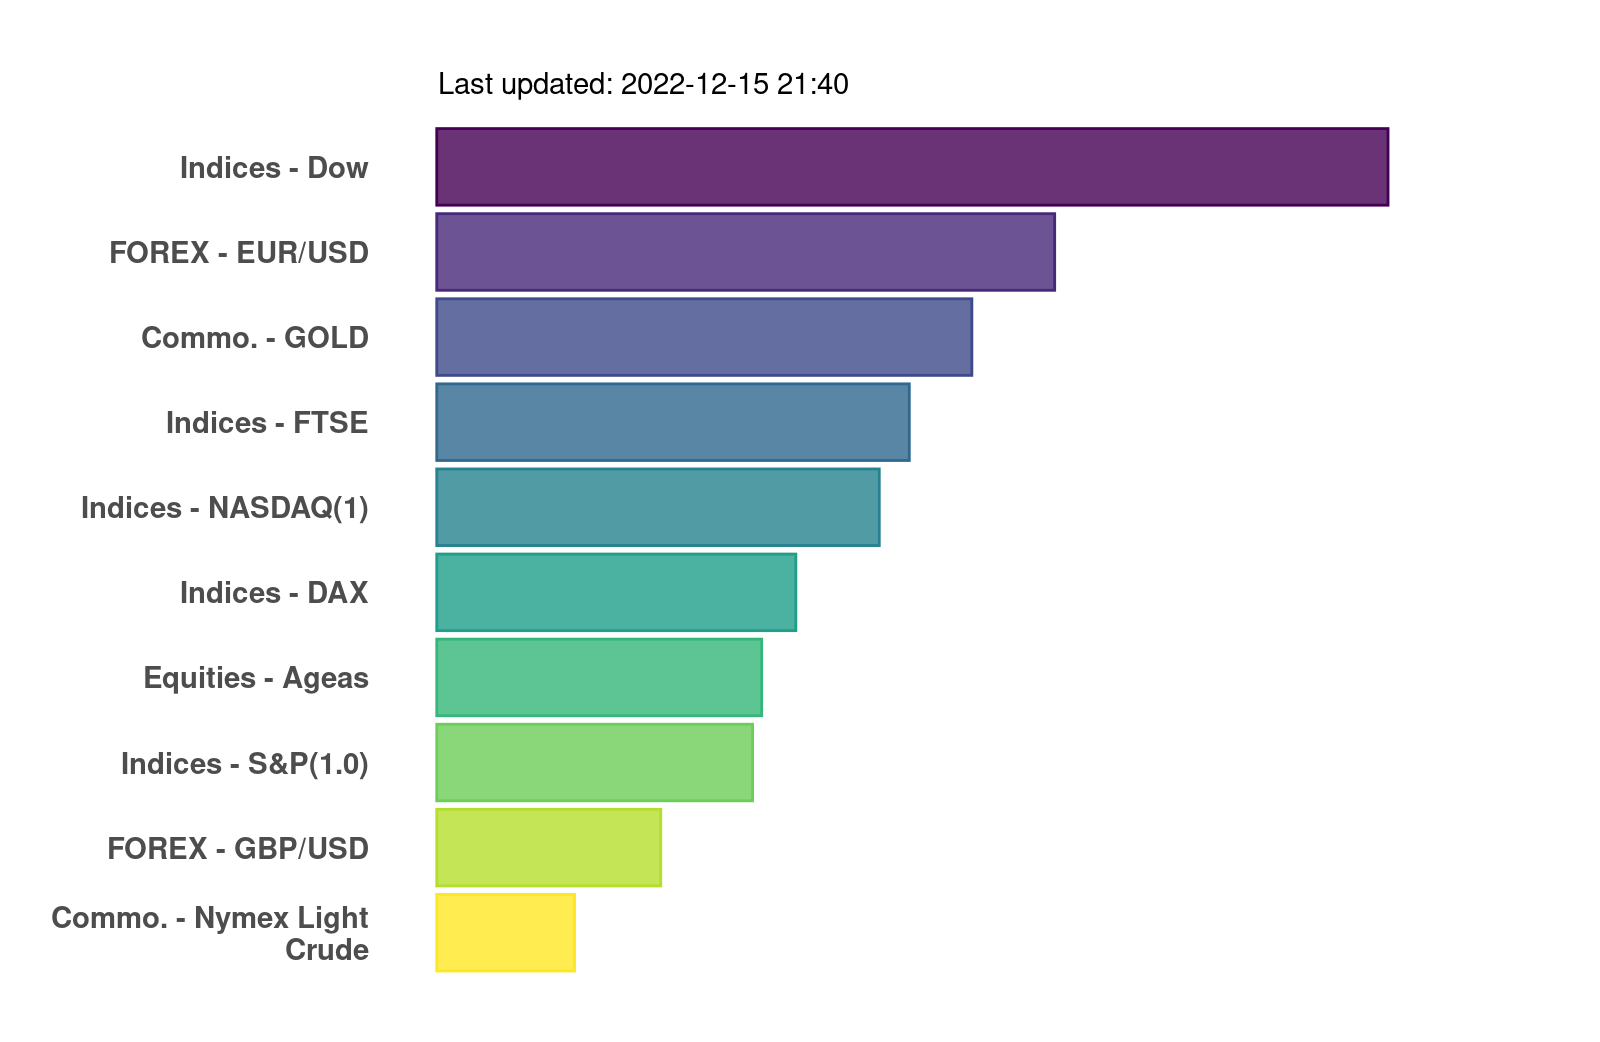 Last updated: 2022-12-15 21:40
Indices - Dow
FOREX - EUR/USD
Commo. - GOLD
Indices - FTSE
Indices - NASDAQ(1)
Indices - DAX
Equities - Ageas
Indices - S&P(1.0)
FOREX - GBP/USD
Commo. - Nymex Light
Crude